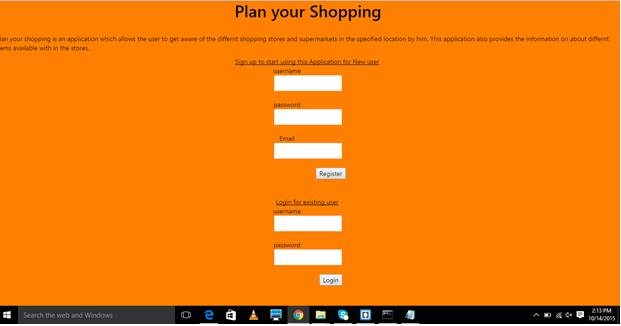 Plan your Shopping
lan your shopping is an application which allows the user to get aware of the differnt shopping stores and supermarkets in the specified location by him. Yhis application also provides the information on about differnt
ems available with in the stores.
Sign up to start using this Application for New user
username
password
Email
Register
Login for existing user
username
password
Login
Search the web and Windows
2:13 PM
10/14/2015